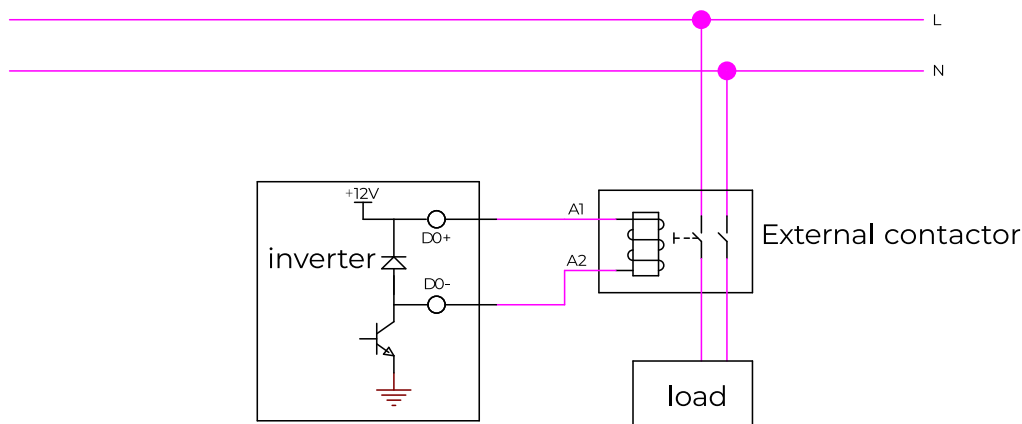 L
N
+12V
A1
D0+
External contactor
inverter
A2
D0-
load